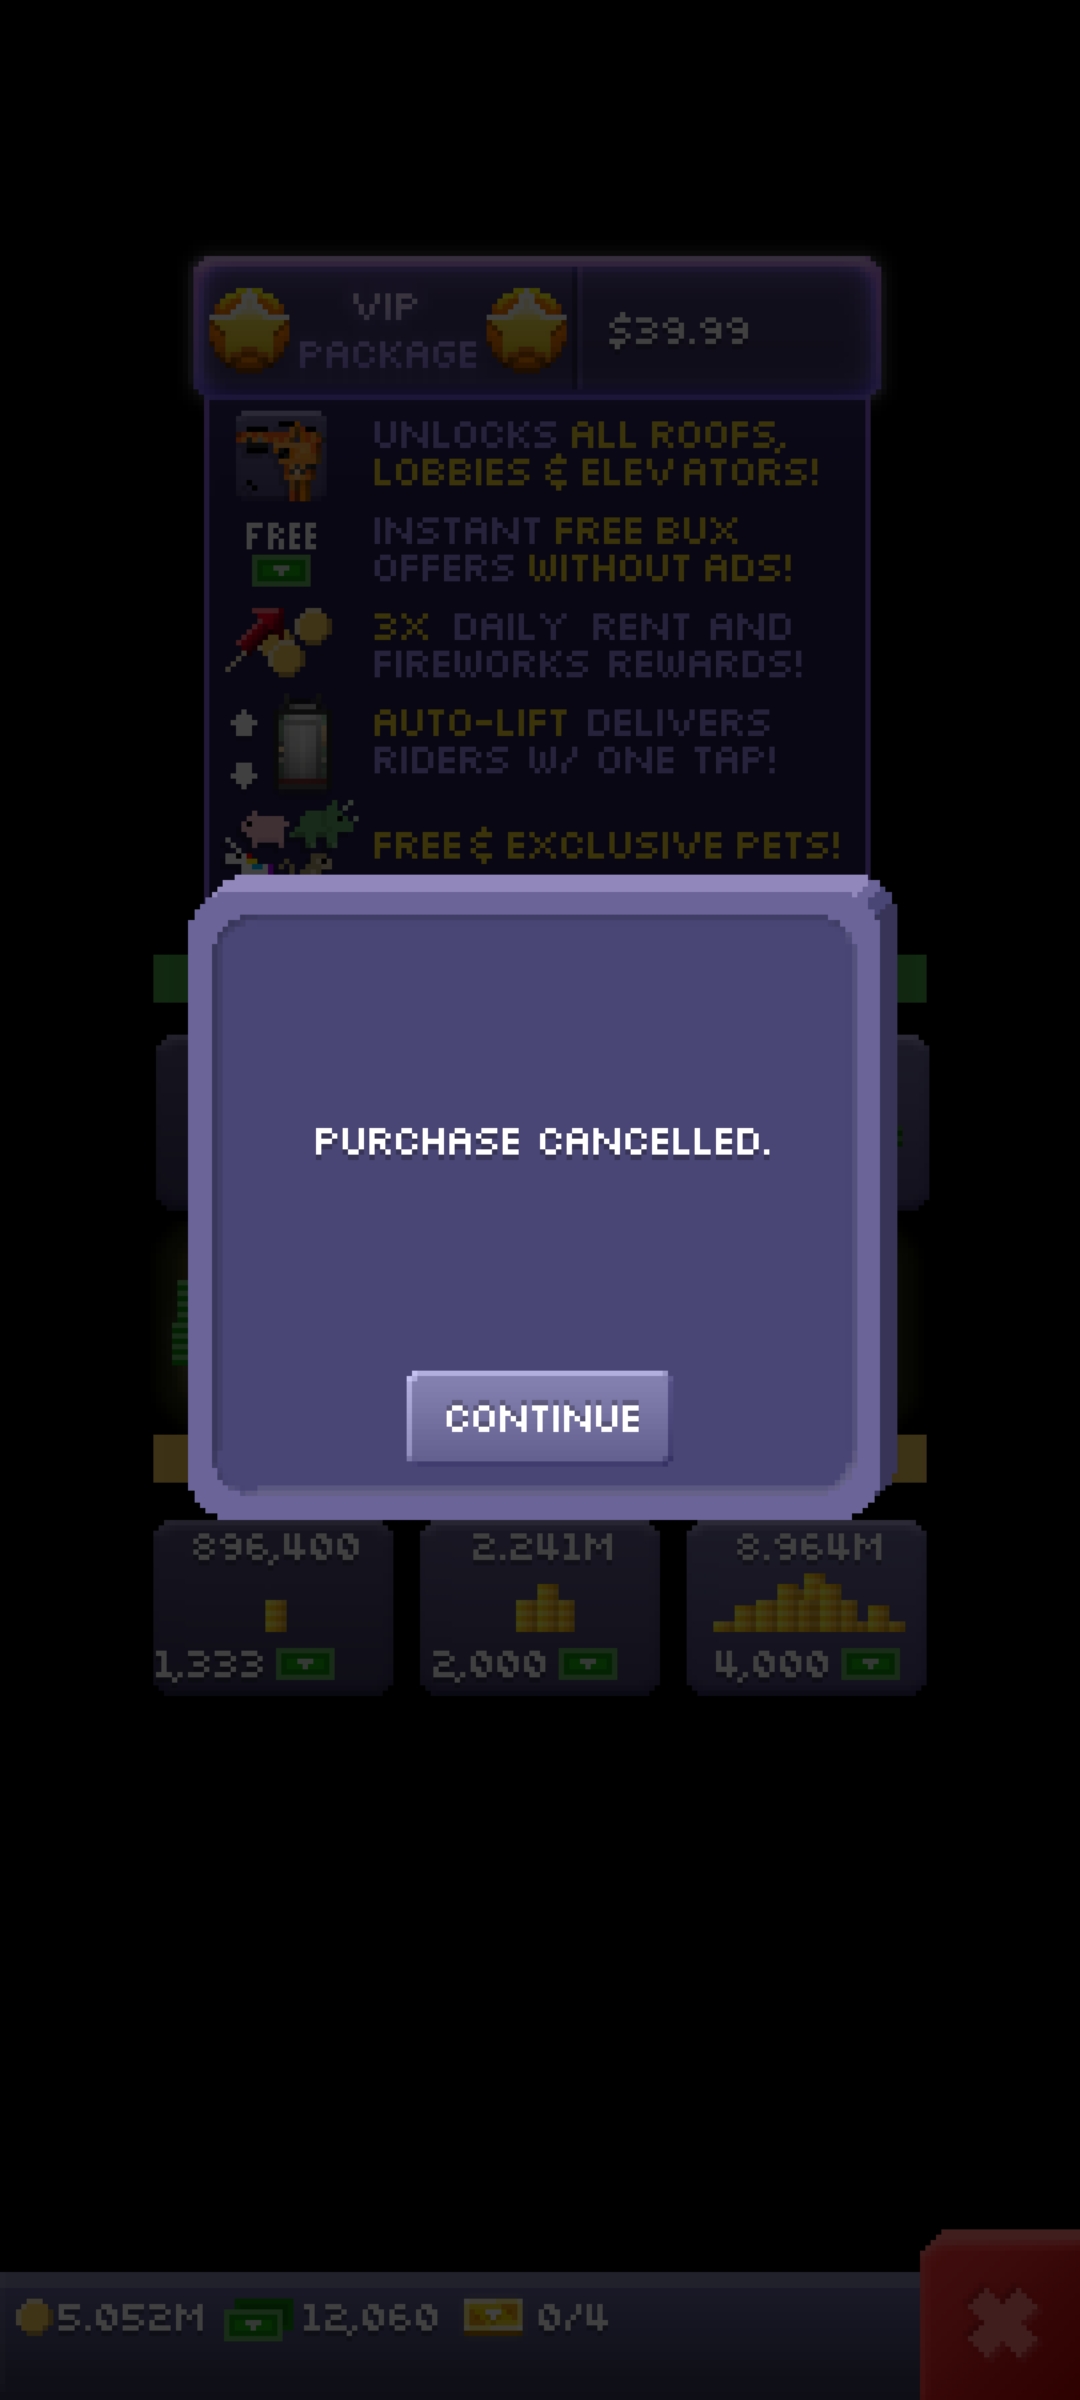 VIP
PACKAGE
$39.99
UNLOCKS ALL ROOFS,
LOBBIES & ELEVATORS!
FREE
INSTANT FREE BUX
OFFERS WITHOUT ADS!
3X DAILY RENT AND
FIREWORKS REWARDS!
AUTO-LIFT DELIVERS
RIDERS W/ ONE TAP!
FREE & EXCLUSIVE PETS!
PURCHASE CANCELLED.
CONTINUE
896,400 2.241M 8.964M
1,333 2,000 4,000
5.052M 12,060 0/4